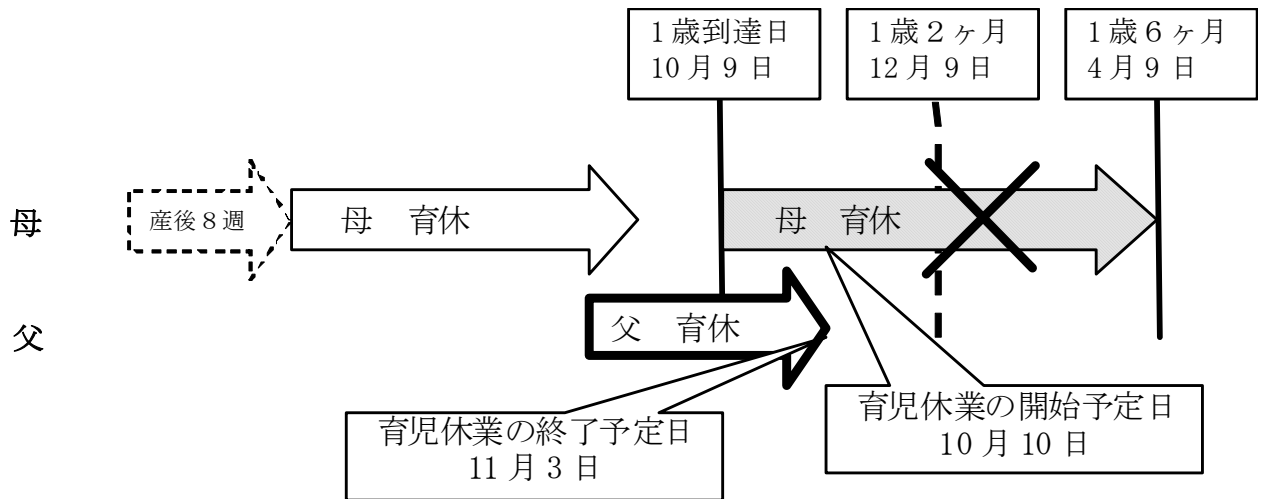 1歳到達日
10月9日
1歳2ヶ月
12月9日
1歳6ヶ月
4月9日
母
産後8週
母 育休
母 育休
父
父 育休
育児休業の終了予定日
11月3日
育児休業の開始予定日
10月10日